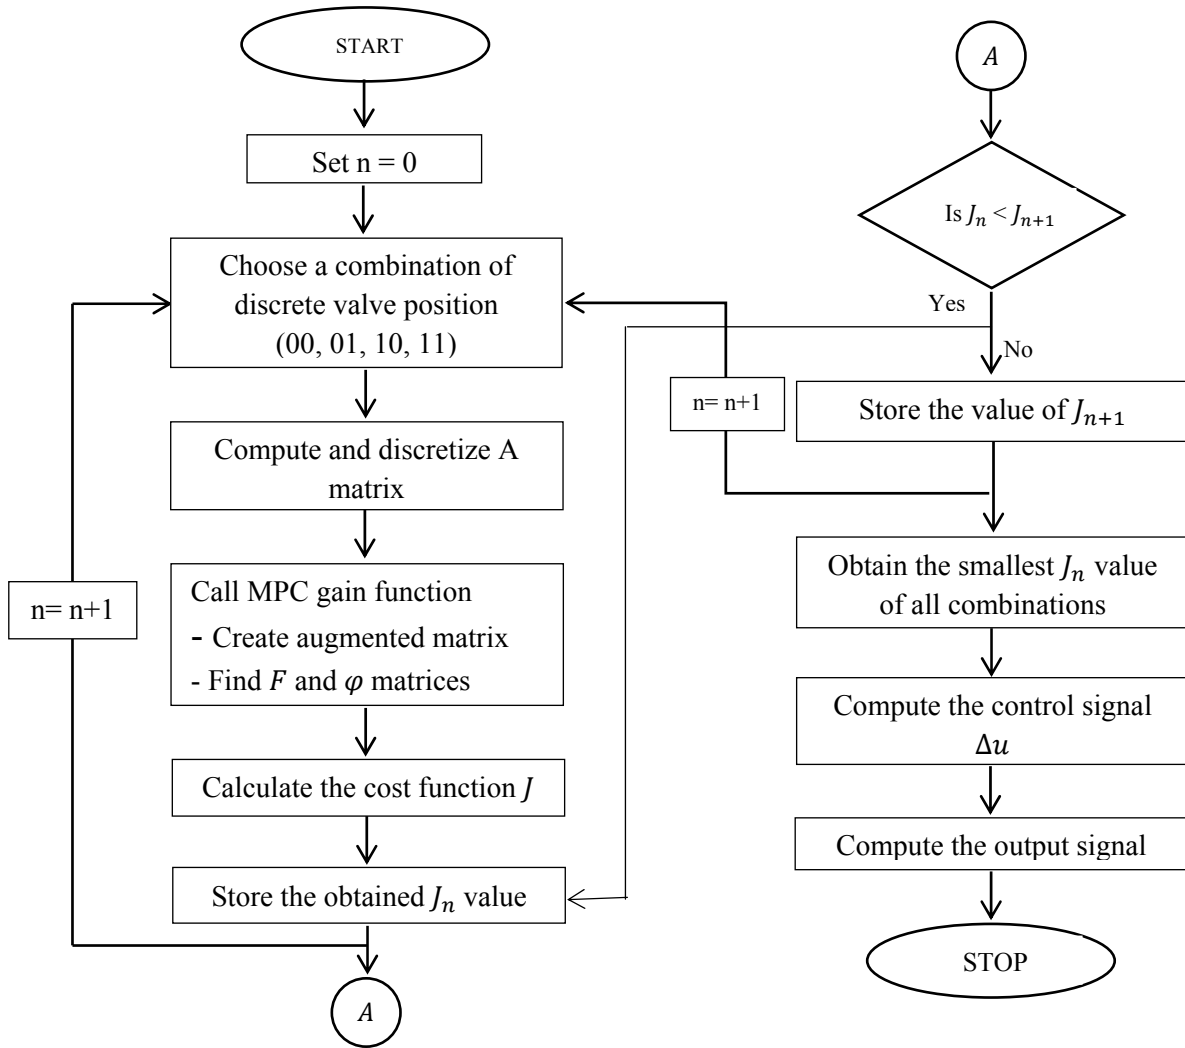 START
Set n = 0
Choose a combination of
discrete valve position
(00, 01, 10, 11)
Compute and discretize A
matrix
n= n+1
Call MPC gain function
- Create augmented matrix
- Find F and φ matrices
Calculate the cost function J
Store the obtained Jₙ value
A
A
Is Jₙ < Jₙ₊₁
Yes
No
n= n+1
Store the value of Jₙ₊₁
Obtain the smallest Jₙ value
of all combinations
Compute the control signal
Δu
Compute the output signal
STOP